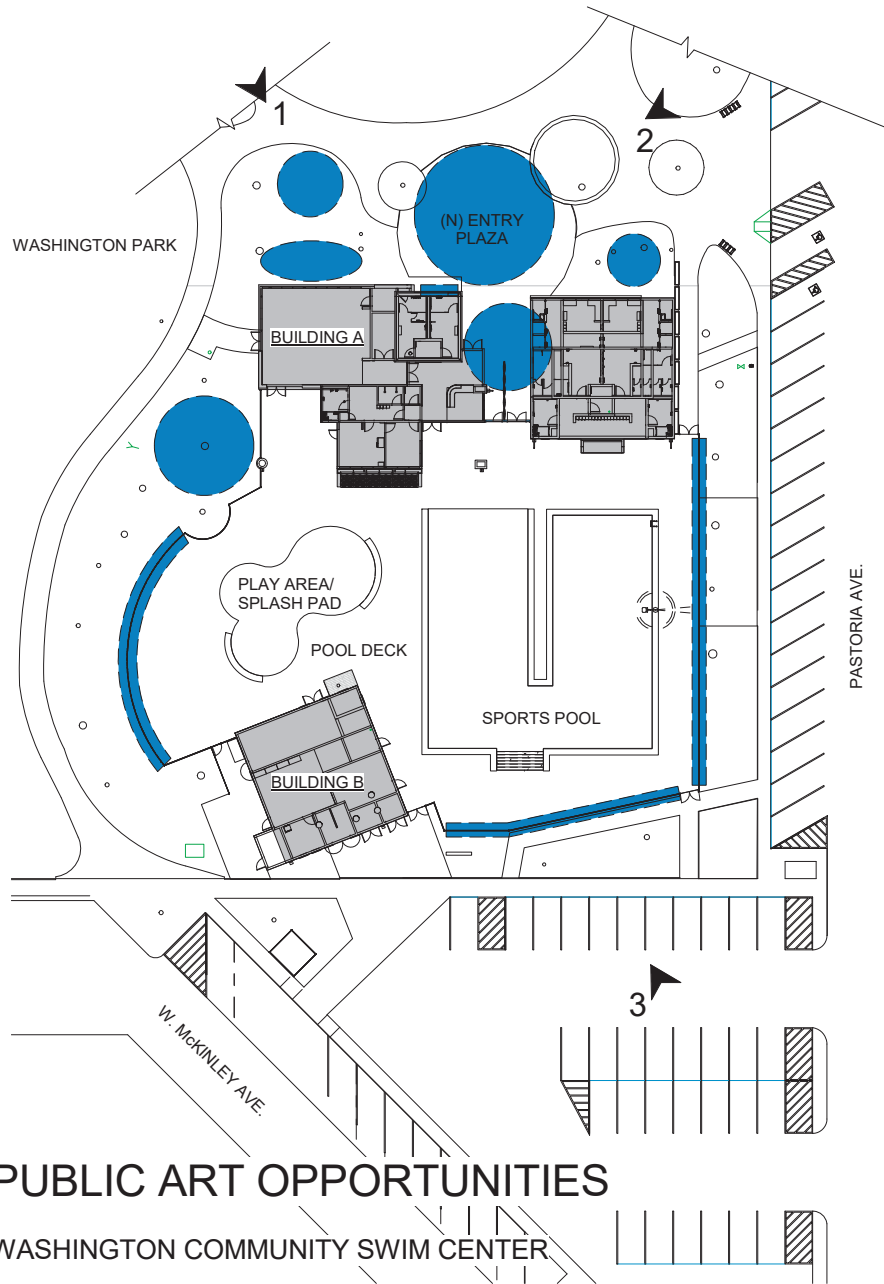 1
2
WASHINGTON PARK
(N) ENTRY
PLAZA
BUILDING A
PLAY AREA/
SPLASH PAD
POOL DECK
SPORTS POOL
PASTORIA AVE.
BUILDING B
3
W. McKINLEY AVE.
PUBLIC ART OPPORTUNITIES
WASHINGTON COMMUNITY SWIM CENTER